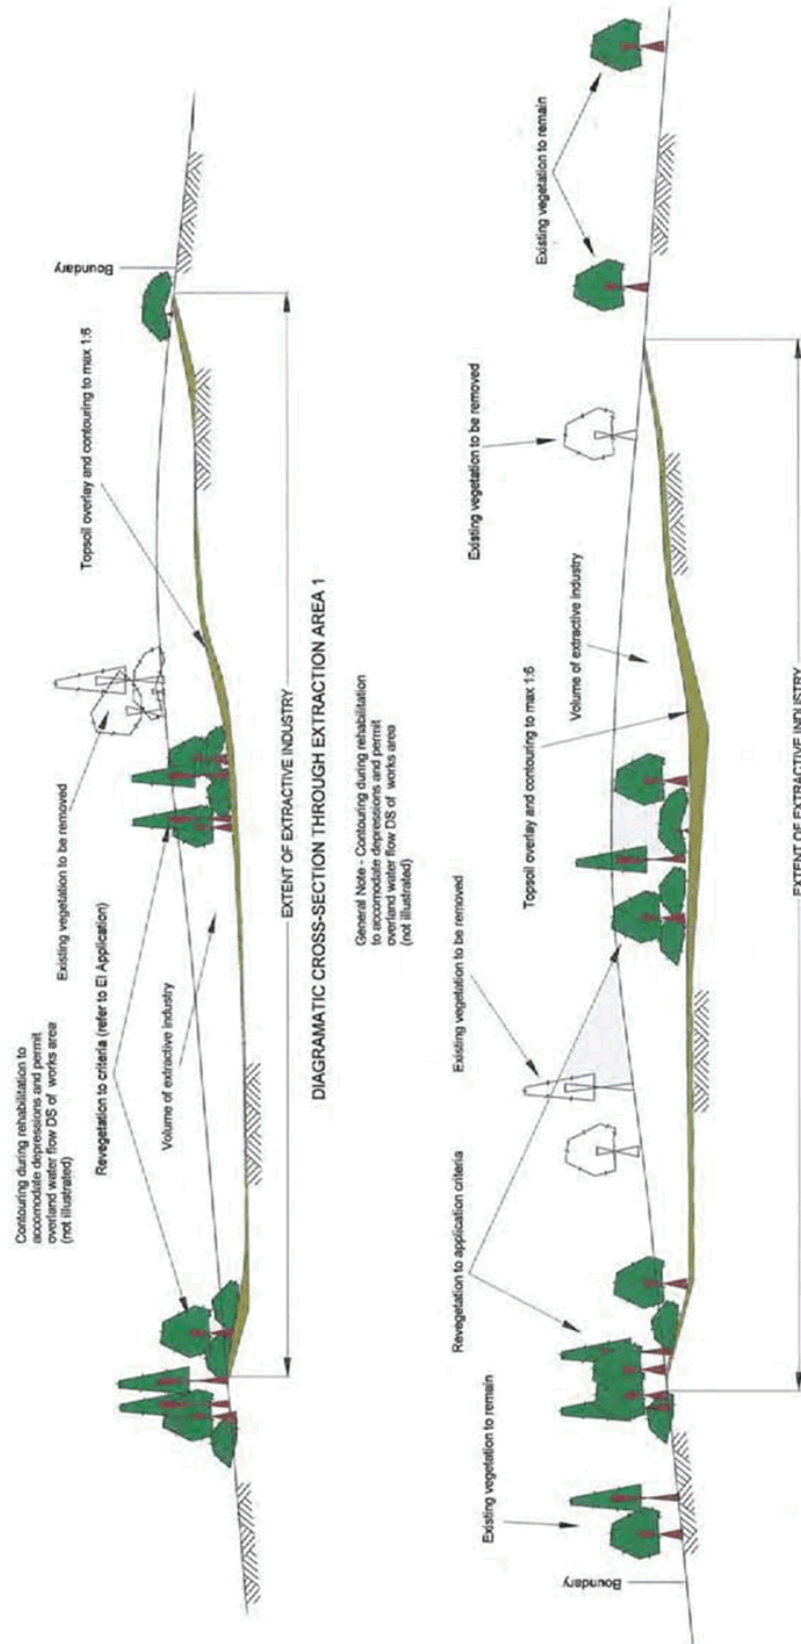 Contouring during rehabilitation to
accomodate depressions and permit
overland water flow DS of works area
(not illustrated)
Existing vegetation to be removed
Revegetation to criteria (refer to EI Application)
Volume of extractive industry
Topsoil overlay and contouring to max 1:6
Boundary
EXTENT OF EXTRACTIVE INDUSTRY
DIAGRAMATIC CROSS-SECTION THROUGH EXTRACTION AREA 1
General Note - Contouring during rehabilitation
to accomodate depressions and permit
overland water flow DS of works area
(not illustrated)
Existing vegetation to remain
Boundary
Revegetation to application criteria
Existing vegetation to be removed
Topsoil overlay and contouring to max 1:6
Volume of extractive industry
Existing vegetation to be removed
Existing vegetation to remain
EXTENT OF EXTRACTIVE INDUSTRY